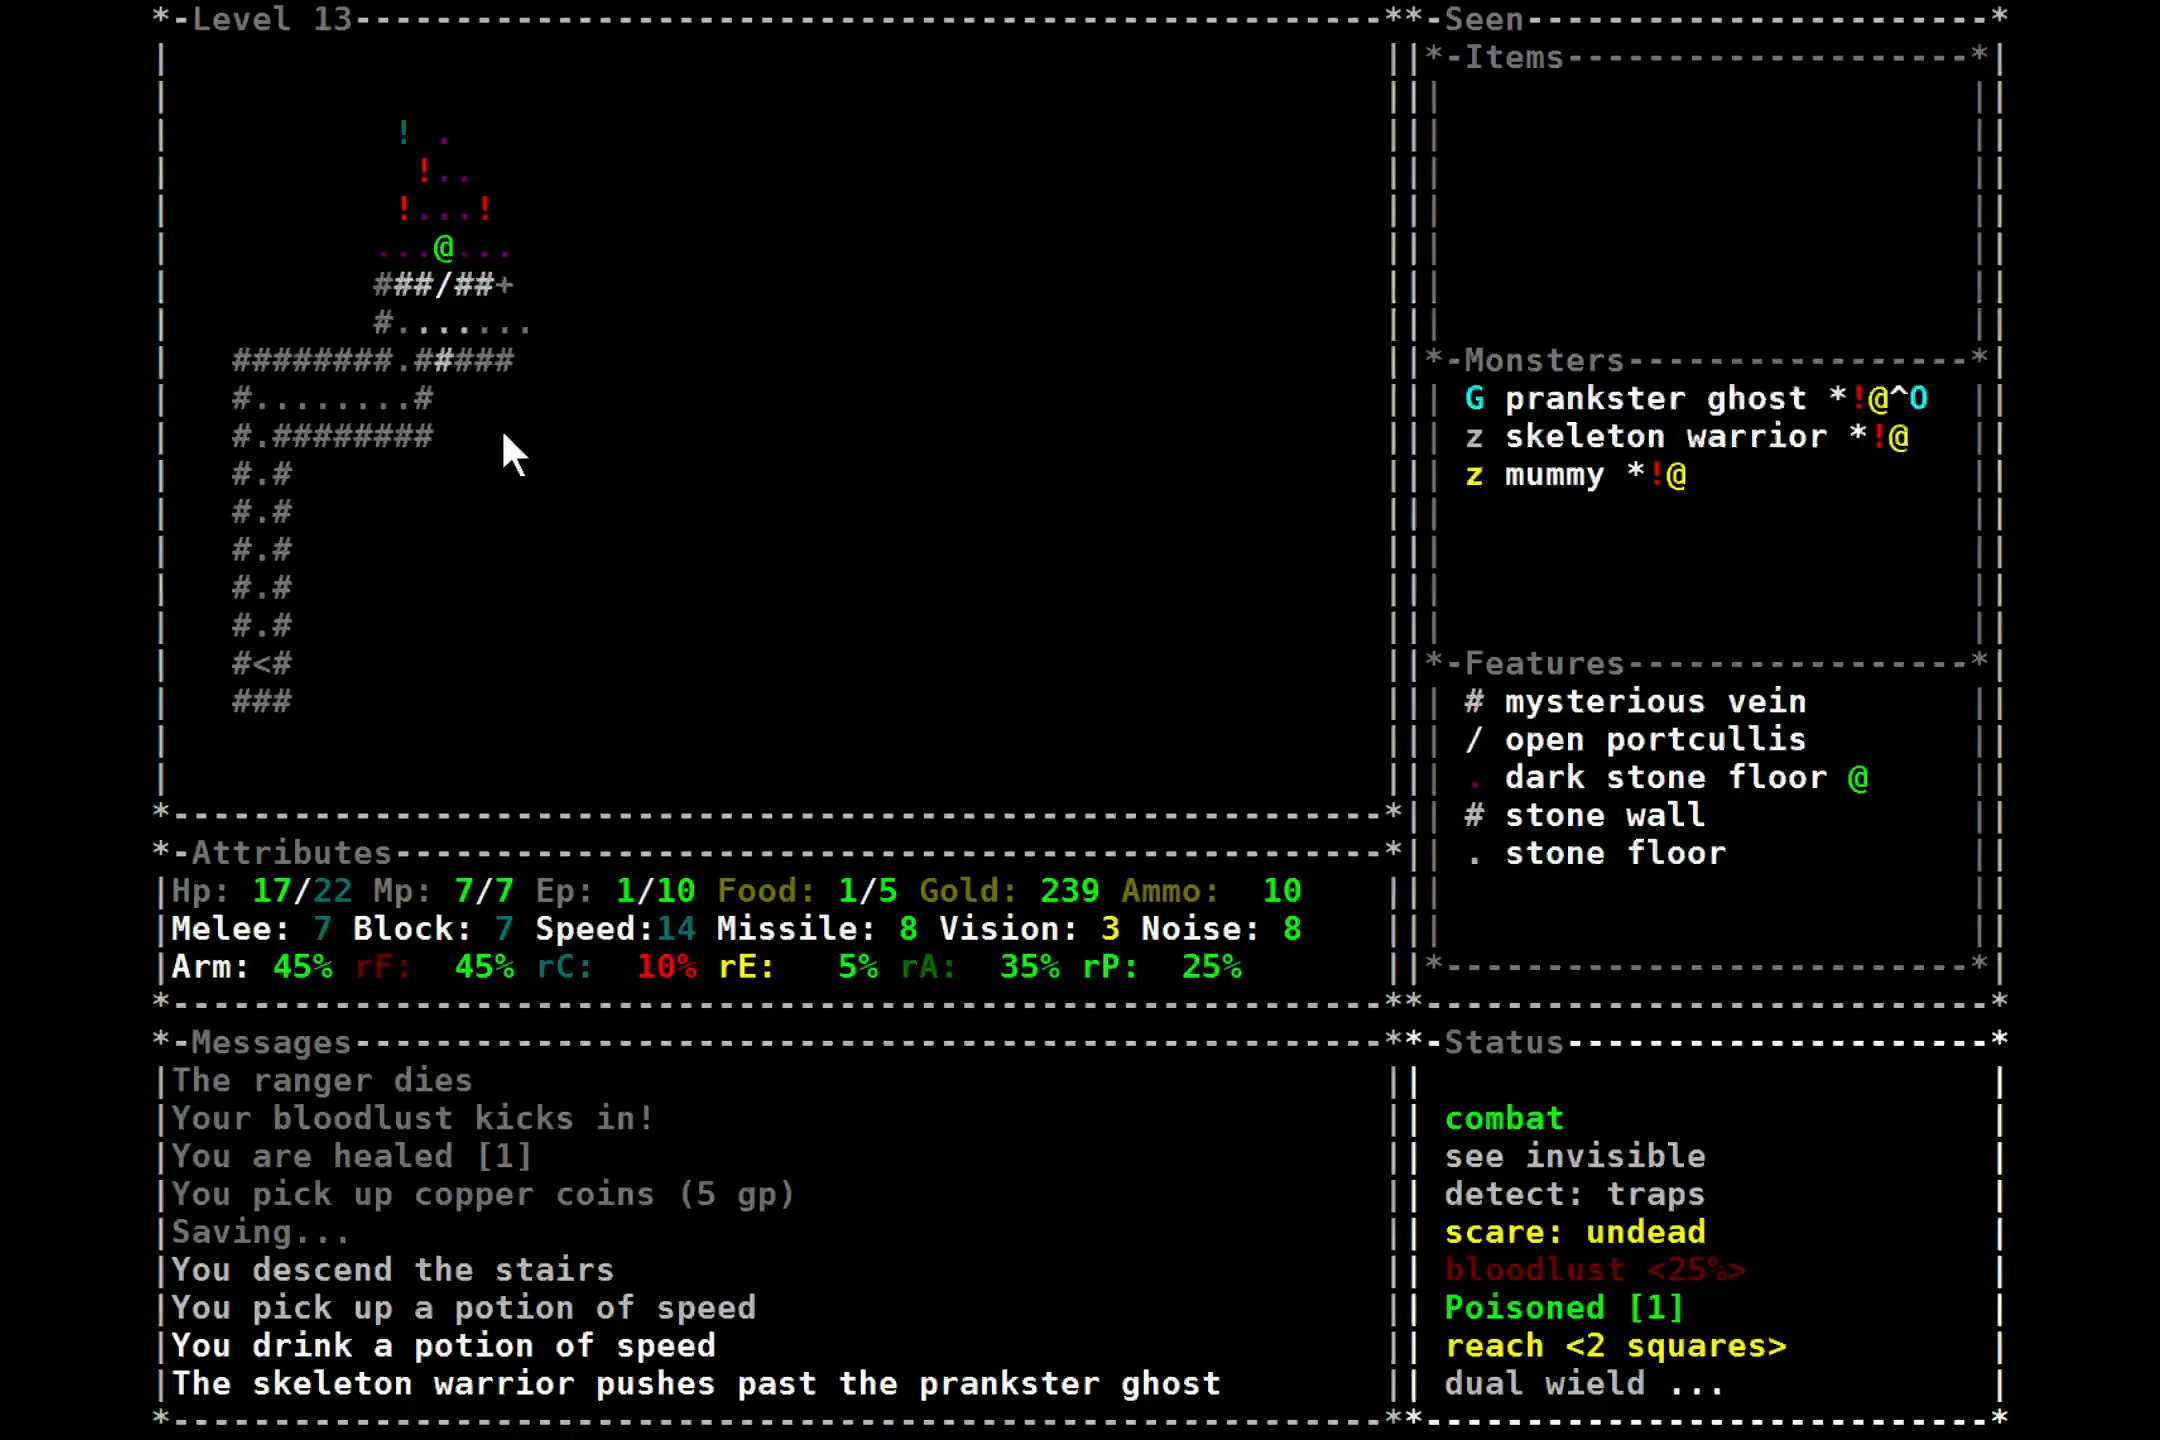 *-Level 13---------------------------------------------------**-Seen-----------------------*
|                                                            ||*-Items--------------------*|
|                                                            |||                          ||
|           ! .                                              |||                          ||
|            !..                                             |||                          ||
|           !...!                                            |||                          ||
|          ...@...                                           |||                          ||
|          ###/##+                                           |||                          ||
|          #.......                                          |||                          ||
|   ########.#####                                           ||*-Monsters-----------------*|
|   #........#                                               ||| G prankster ghost *!@^O  ||
|   #.########                                               ||| z skeleton warrior *!@   ||
|   #.#                                                      ||| z mummy *!@              ||
|   #.#                                                      |||                          ||
|   #.#                                                      |||                          ||
|   #.#                                                      |||                          ||
|   #.#                                                      |||                          ||
|   #<#                                                      ||*-Features-----------------*|
|   ###                                                      ||| # mysterious vein        ||
|                                                            ||| / open portcullis        ||
|                                                            ||| . dark stone floor @     ||
*------------------------------------------------------------*|| # stone wall             ||
*-Attributes-------------------------------------------------*|| . stone floor            ||
|Hp: 17/22 Mp: 7/7 Ep: 1/10 Food: 1/5 Gold: 239 Ammo:  10    |||                          ||
|Melee: 7 Block: 7 Speed:14 Missile: 8 Vision: 3 Noise: 8    |||                          ||
|Arm: 45% rF:  45% rC:  10% rE:   5% rA:  35% rP:  25%       ||*--------------------------*|
*------------------------------------------------------------**----------------------------*
*-Messages---------------------------------------------------**-Status---------------------*
|The ranger dies                                             ||                            |
|Your bloodlust kicks in!                                    || combat                     |
|You are healed [1]                                          || see invisible              |
|You pick up copper coins (5 gp)                             || detect: traps              |
|Saving...                                                   || scare: undead              |
|You descend the stairs                                      || bloodlust <25%>            |
|You pick up a potion of speed                               || Poisoned [1]               |
|You drink a potion of speed                                 || reach <2 squares>          |
|The skeleton warrior pushes past the prankster ghost        || dual wield ...             |
*------------------------------------------------------------**----------------------------*